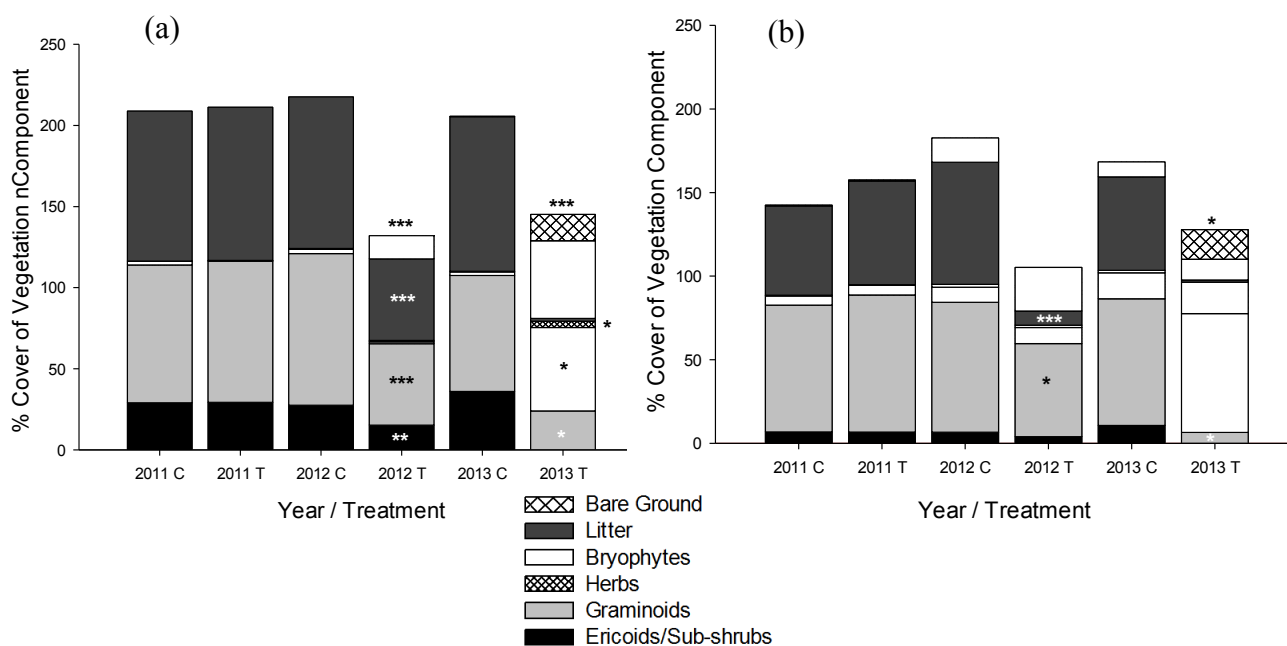 (a)
% Cover of Vegetation nComponent
250
200
150
100
50
0
***
***
***
**
***
*
*
*
2011 C 2011 T 2012 C 2012 T 2013 C 2013 T
Year / Treatment
(b)
% Cover of Vegetation Component
250
200
150
100
50
0
***
*
*
*
2011 C 2011 T 2012 C 2012 T 2013 C 2013 T
Year / Treatment
Bare Ground
Litter
Bryophytes
Herbs
Graminoids
Ericoids/Sub-shrubs